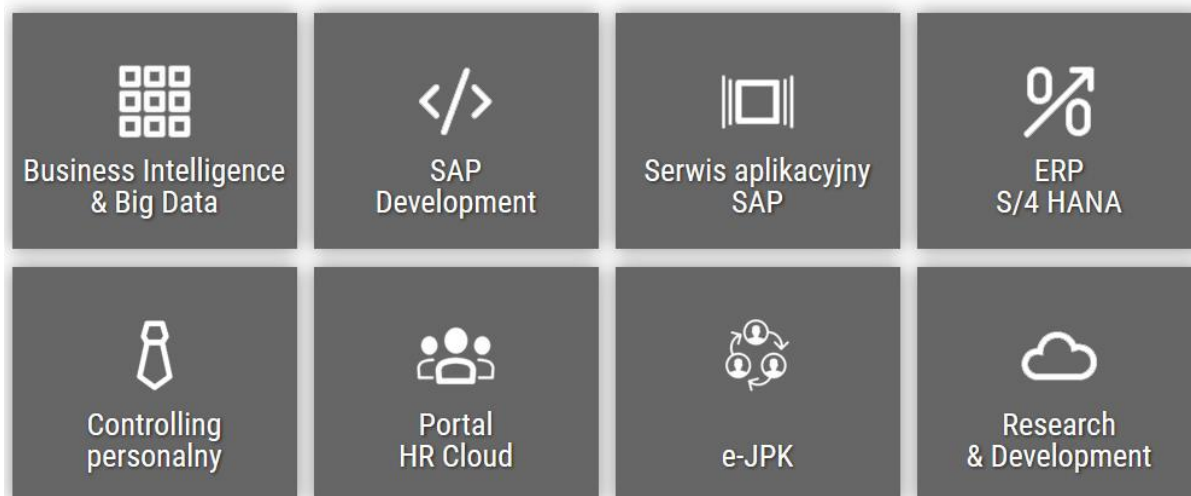 Business Intelligence
& Big Data
SAP
Development
Serwis aplikacyjny
SAP
ERP
S/4 HANA
Controlling
personalny
Portal
HR Cloud
e-JPK
Research
& Development